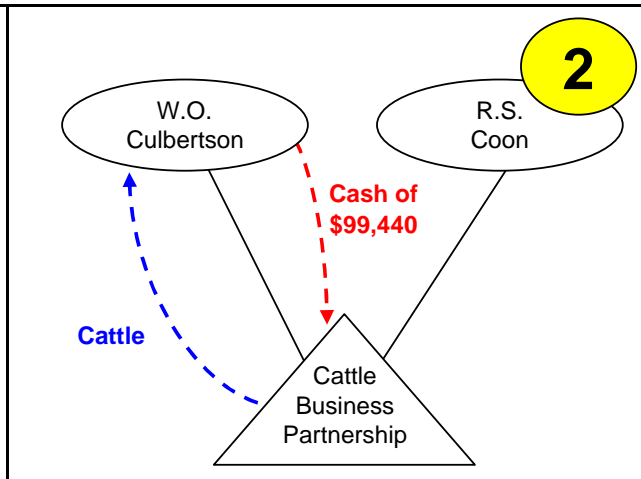 2
W.O.
Culbertson
R.S.
Coon
Cash of
$99,440
Cattle
Cattle
Business
Partnership